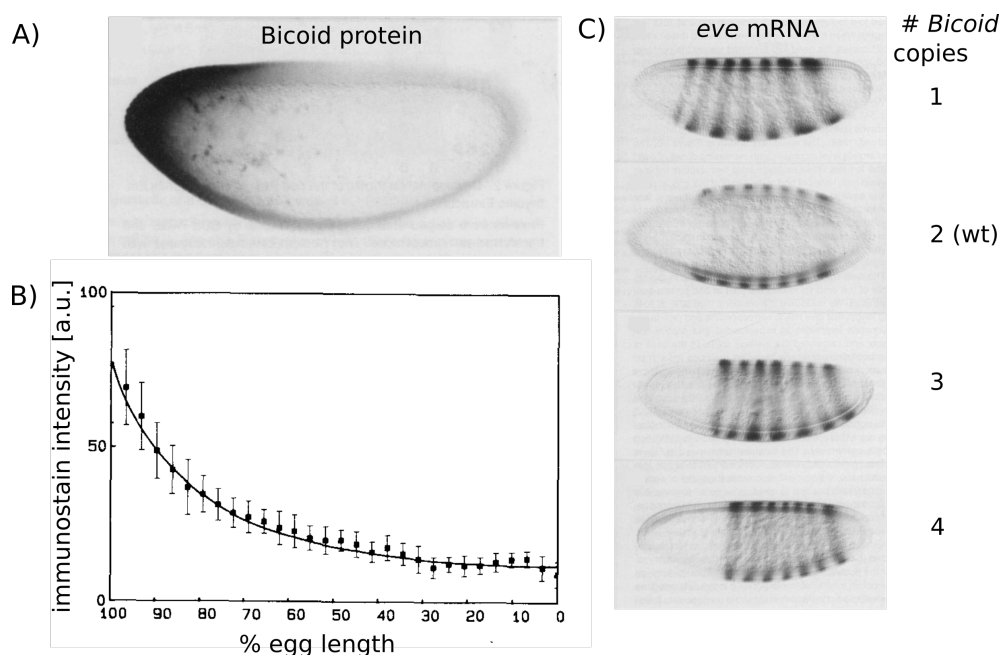 A)
Bicoid protein
B)
immunostain intensity [a.u.]
100
50
0
100 90 80 70 60 50 40 30 20 10 0
% egg length
C)
eve mRNA
# Bicoid
copies
1
2 (wt)
3
4